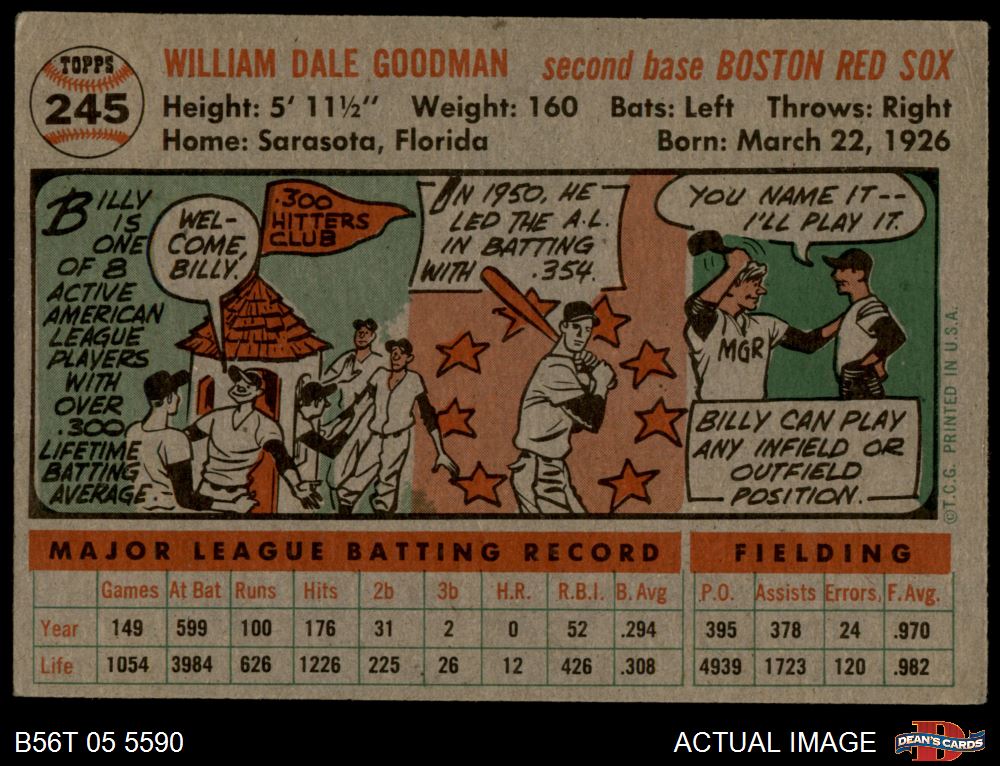 TOPPS
245
WILLIAM DALE GOODMAN second base BOSTON RED SOX
Height: 5' 11½" Weight: 160 Bats: Left Throws: Right
Home: Sarasota, Florida Born: March 22, 1926
BILLY
IS
ONE
OF 8
ACTIVE
AMERICAN
LEAGUE
PLAYERS
WITH
OVER
.300
LIFETIME
BATTING
AVERAGE.
WEL-
COME,
BILLY.
.300
HITTERS
CLUB
IN 1950, HE
LED THE A.L.
IN BATTING
WITH .354.
YOU NAME IT--
I'LL PLAY IT.
MGR
BILLY CAN PLAY
ANY INFIELD OR
OUTFIELD
POSITION.
©T.C.G. PRINTED IN U.S.A.
MAJOR LEAGUE BATTING RECORD FIELDING
Games At Bat Runs Hits 2b 3b H.R. R.B.I. B. Avg P.O. Assists Errors, F. Avg.
Year 149 599 100 176 31 2 0 52 .294 395 378 24 .970
Life 1054 3984 626 1226 225 26 12 426 .308 4939 1723 120 .982
B56T 05 5590 ACTUAL IMAGE DEAN'S CARDS